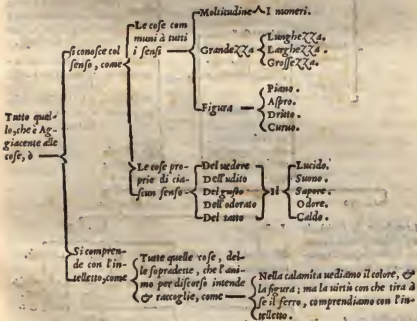 Tutto quel-
lo, che è Ag-
giacente alle
cose, ò
si conosce col
senso, come
Le cose com
muni à tutti
i sensi
Moltitudine
I numeri.
GrandeZZa
LungheZZa.
LargheZZa.
GrosseZZa.
Figura
Piano.
Aspro.
Dritto.
Curuo.
Le cose pro-
prie di cia-
scun senso
Del uedere
Dell'udito
Del gusto
Dell'odorato
Del tatto
Il
Lucido.
Suono.
Sapore.
Odore.
Caldo.
Si compren-
de con l'in-
telletto, come
Tutte quelle cose, del-
le sopradette, che l'ani
mo per discorso intende
& raccoglie, come
Nella calamita uediamo il colore, &
la figura; ma la uirtù con che tira à
se il ferro, comprendiamo con l'in-
telletto.